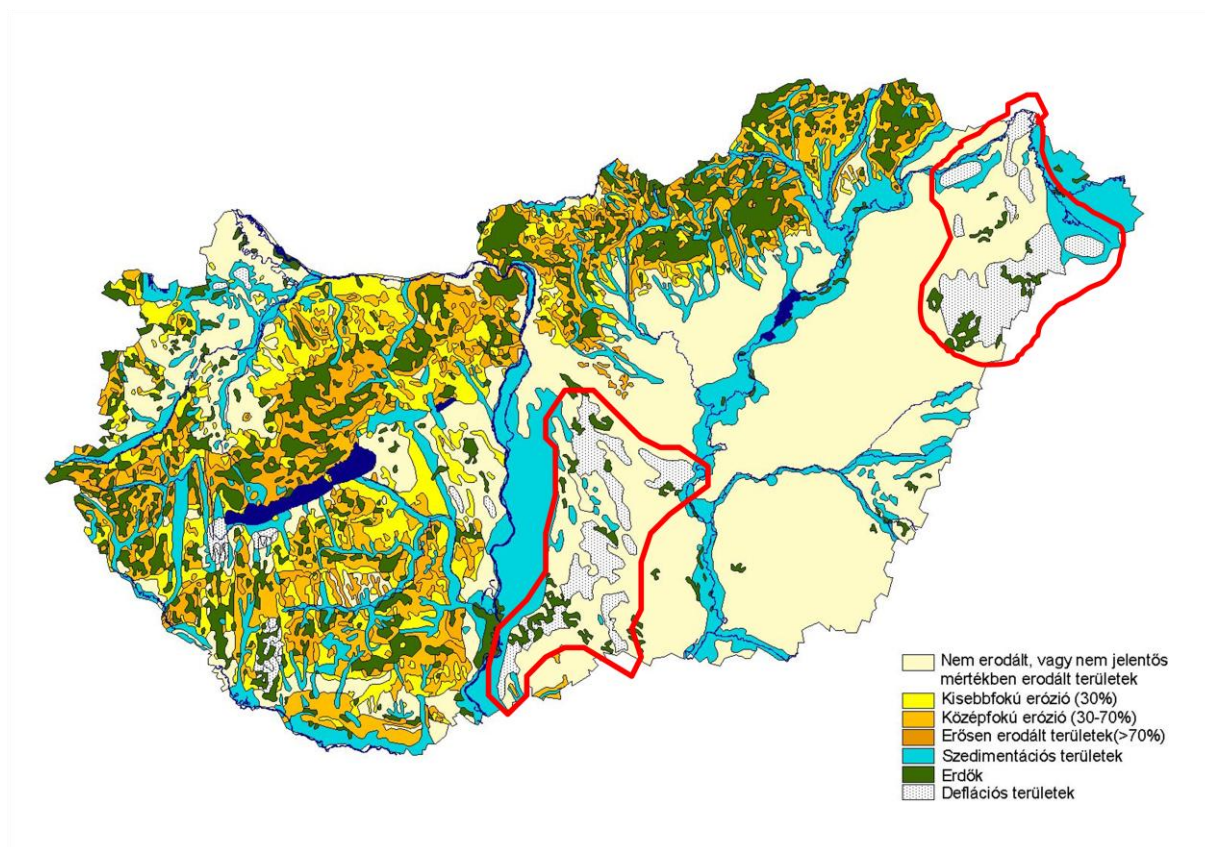 Nem erodált, vagy nem jelentős
mértékben erodált területek
Kisebbfokú erózió (30%)
Középfokú erózió (30-70%)
Erősen erodált területek(>70%)
Szedimentációs területek
Erdők
Deflációs területek